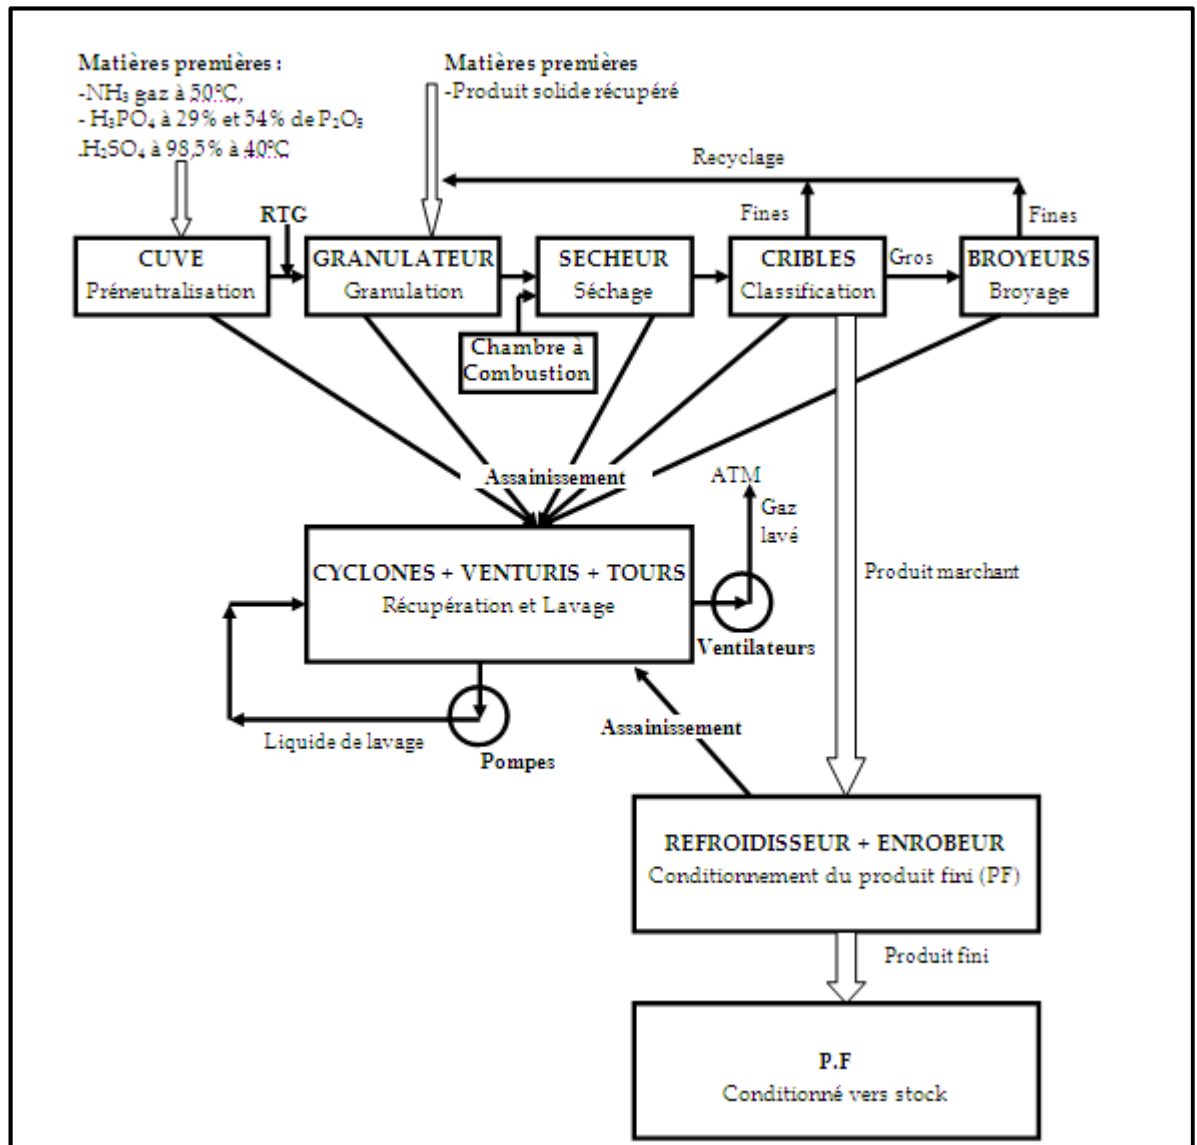 Matières premières :
-NH₃ gaz à 50°C,
- H₃PO₄ à 29% et 54% de P₂O₅
.H₂SO₄ à 98,5% à 40°C
Matières premières
-Produit solide récupéré
Recyclage
RTG
Fines
Fines
CUVE
Préneutralisation
GRANULATEUR
Granulation
SECHEUR
Séchage
CRIBLES
Classification
Gros
BROYEURS
Broyage
Chambre à
Combustion
Assainissement
ATM
Gaz
lavé
CYCLONES + VENTURIS + TOURS
Récupération et Lavage
Produit marchant
Ventilateurs
Assainissement
Liquide de lavage
Pompes
REFROIDISSEUR + ENROBEUR
Conditionnement du produit fini (PF)
Produit fini
P.F
Conditionné vers stock